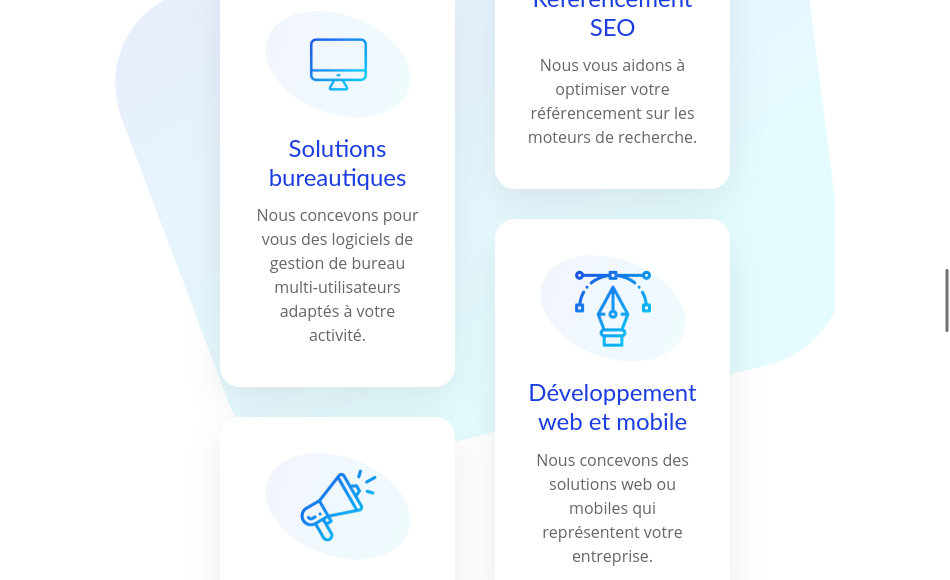 Solutions
bureautiques
Nous concevons pour
vous des logiciels de
gestion de bureau
multi-utilisateurs
adaptés à votre
activité.
Référencement
SEO
Nous vous aidons à
optimiser votre
référencement sur les
moteurs de recherche.
Développement
web et mobile
Nous concevons des
solutions web ou
mobiles qui
représentent votre
entreprise.